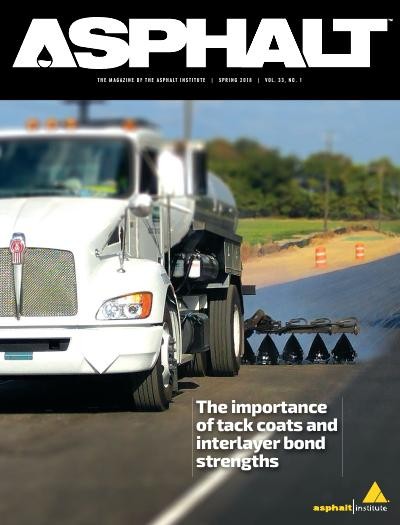 ASPHALT™
THE MAGAZINE OF THE ASPHALT INSTITUTE | SPRING 2018 | VOL. 33, NO. 1
The importance
of tack coats and
interlayer bond
strengths
asphalt institute